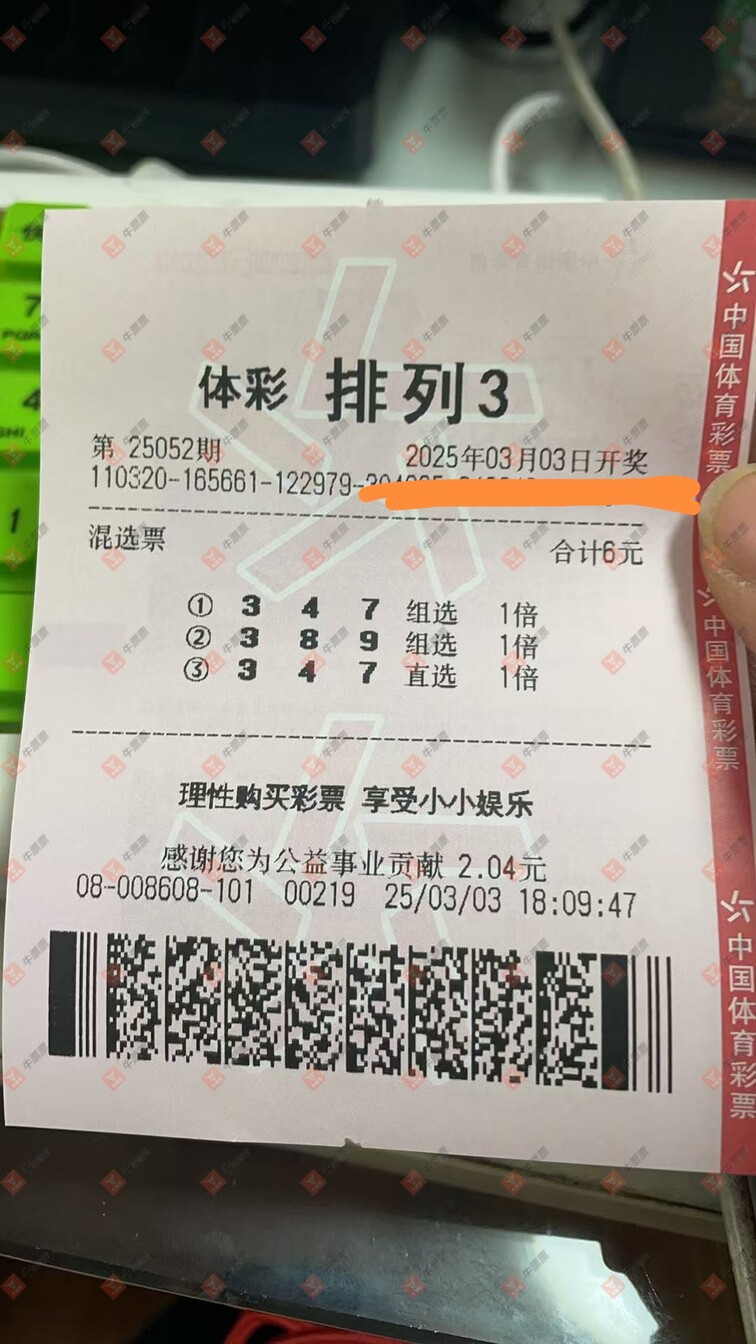 体彩 排列3
第 25052期 2025年03月03日开奖
110320-165661-122979-
混选票 合计6元
① 3 4 7 组选 1倍
② 3 8 9 组选 1倍
③ 3 4 7 直选 1倍
理性购买彩票 享受小小娱乐
感谢您为公益事业贡献 2.04元
08-008608-101 00219 25/03/03 18:09:47
中国体育彩票
中国体育彩票
中国体育彩票
7
4
1